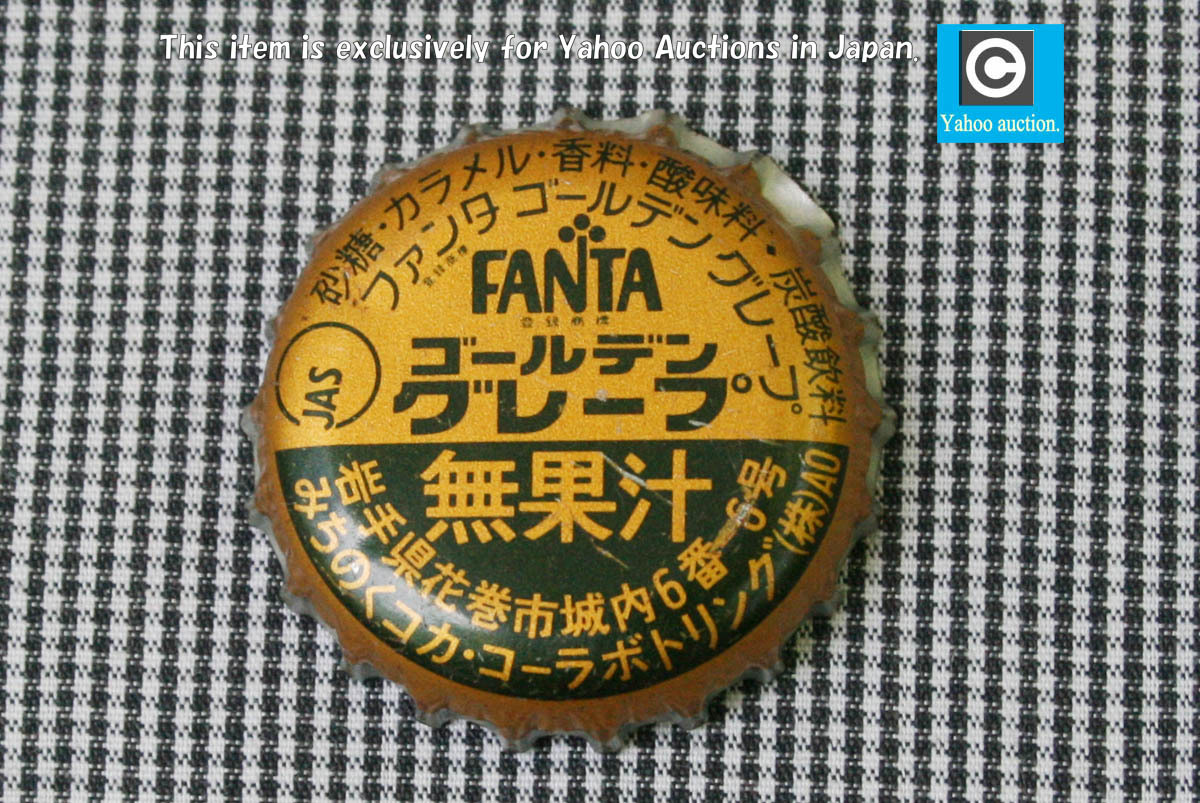 This item is exclusively for Yahoo Auctions in Japan.
C
Yahoo auction.
砂糖・カラメル・香料・酸味料・炭酸飲料
ファンタ ゴールデン グレープ
登録商標
FANTA
登録商標
ゴールデン
グレープ
JAS
無果汁
岩手県花巻市城内6番6号
みちのくコカ・コーラボトリング(株)AO